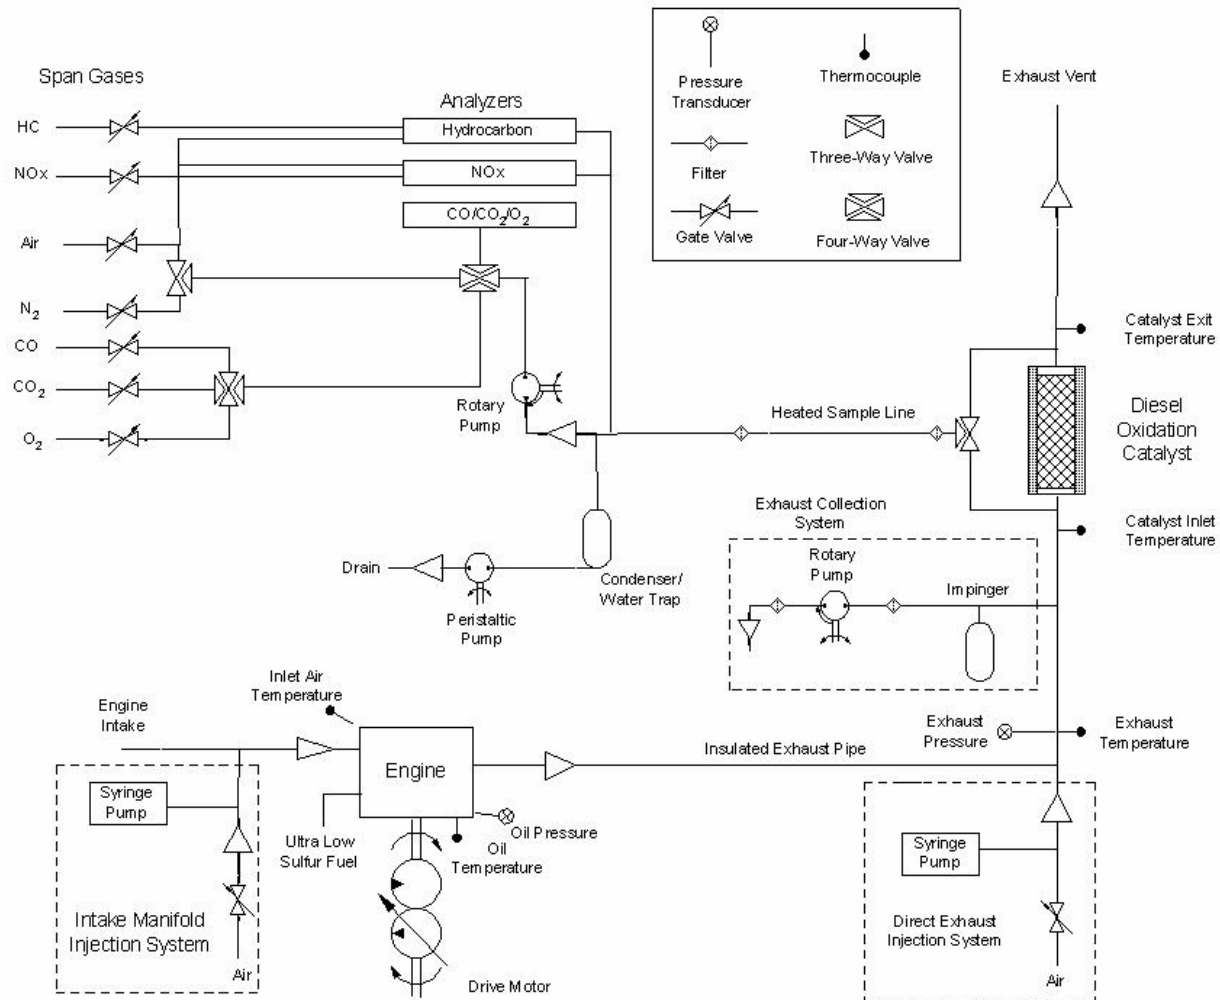 Span Gases
HC
NOx
Air
N2
CO
CO2
O2
Analyzers
Hydrocarbon
NOx
CO/CO2/O2
Pressure
Transducer
Filter
Gate Valve
Thermocouple
Three-Way Valve
Four-Way Valve
Exhaust Vent
Catalyst Exit
Temperature
Diesel
Oxidation
Catalyst
Catalyst Inlet
Temperature
Rotary
Pump
Heated Sample Line
Drain
Peristaltic
Pump
Condenser/
Water Trap
Exhaust Collection
System
Rotary
Pump
Impinger
Inlet Air
Temperature
Engine
Intake
Syringe
Pump
Intake Manifold
Injection System
Air
Engine
Ultra Low
Sulfur Fuel
Oil Pressure
Oil
Temperature
Drive Motor
Insulated Exhaust Pipe
Exhaust
Pressure
Exhaust
Temperature
Syringe
Pump
Direct Exhaust
Injection System
Air